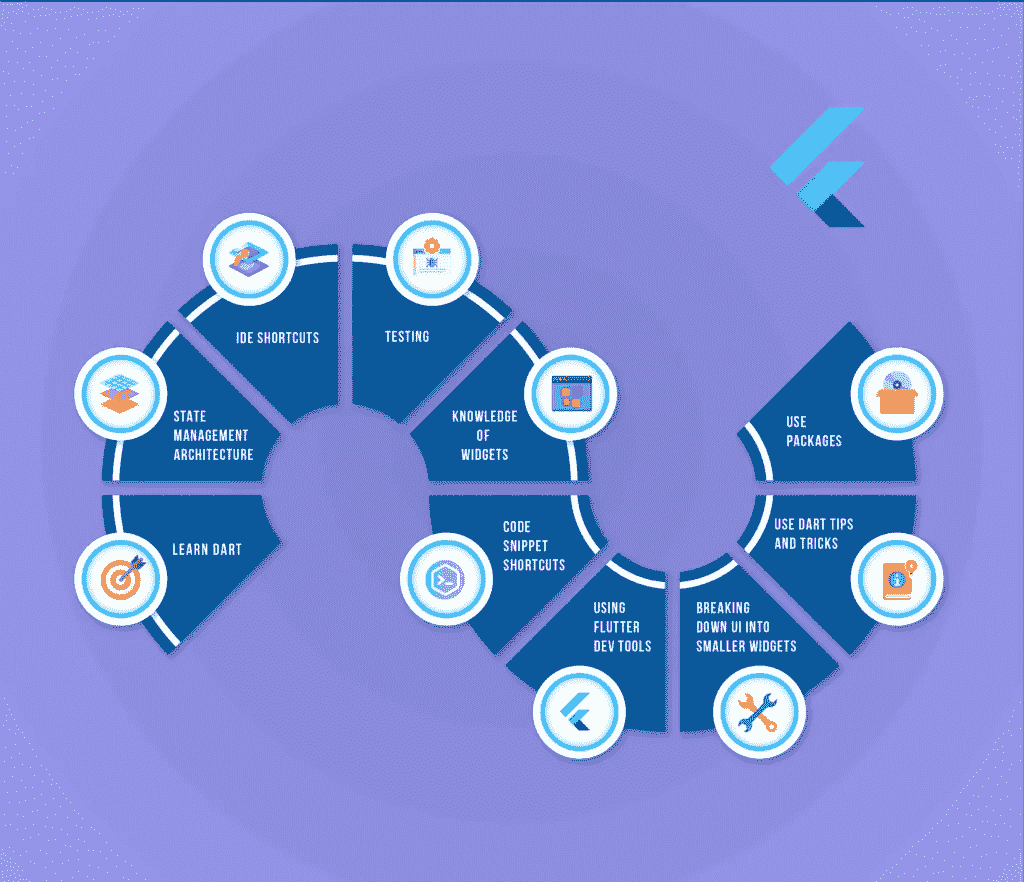 LEARN DART
STATE
MANAGEMENT
ARCHITECTURE
IDE SHORTCUTS
TESTING
KNOWLEDGE
OF
WIDGETS
CODE
SNIPPET
SHORTCUTS
USING
FLUTTER
DEV TOOLS
BREAKING
DOWN UI INTO
SMALLER WIDGETS
USE DART TIPS
AND TRICKS
USE
PACKAGES